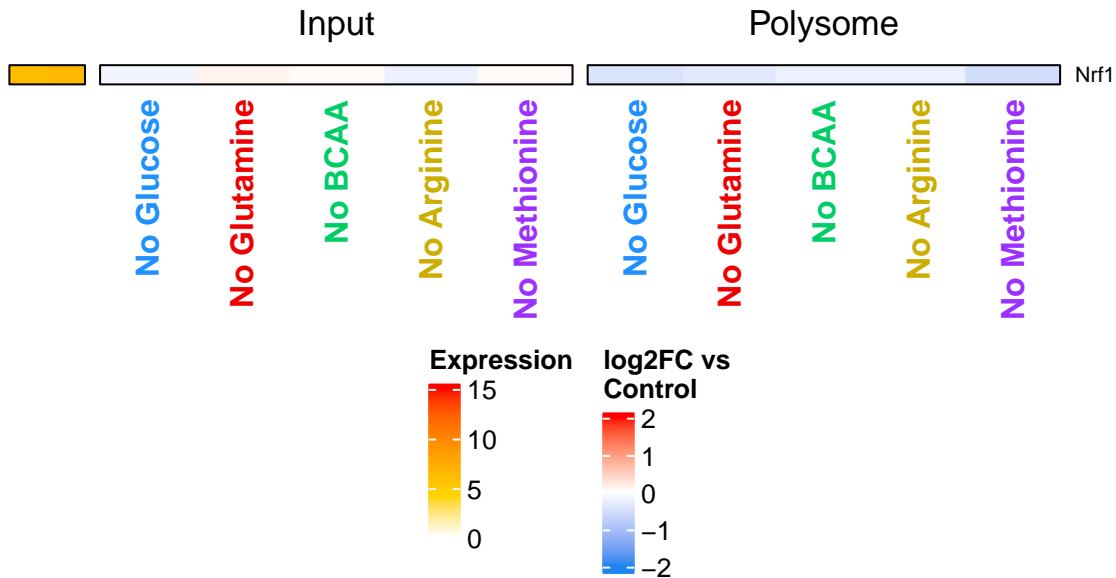 Input Polysome
Nrf1
No Glucose
No Glutamine
No BCAA
No Arginine
No Methionine
No Glucose
No Glutamine
No BCAA
No Arginine
No Methionine
Expression
15
10
5
0
log2FC vs
Control
2
1
0
−1
−2